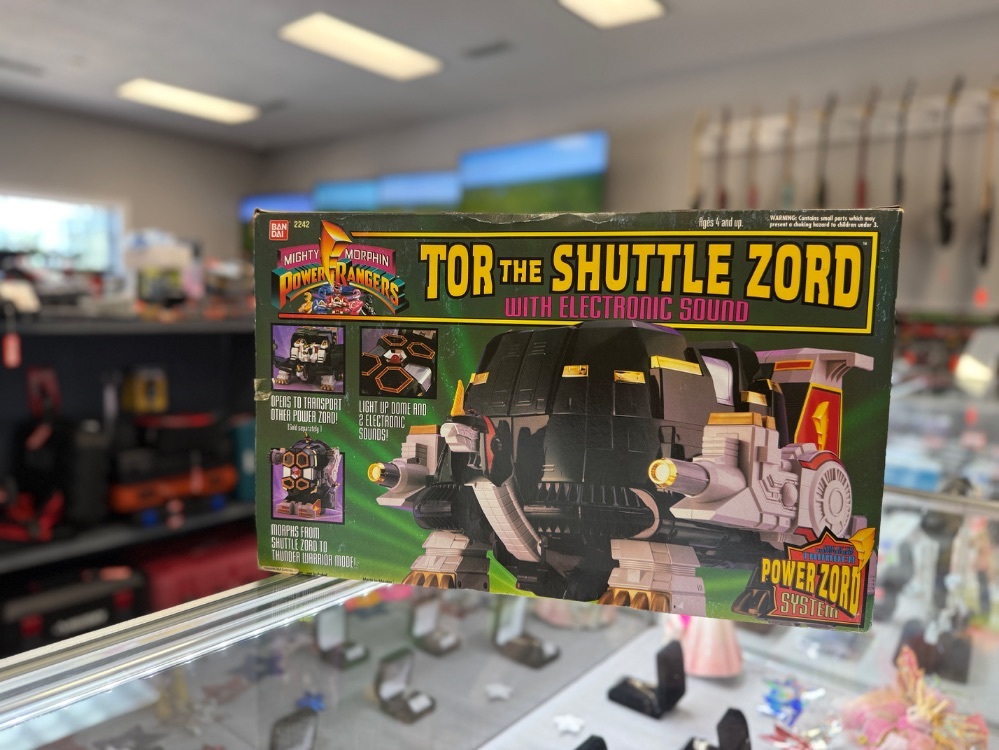 BAN
DAI
2242
Ages 4 and up.
WARNING: Contains small parts which may
present a choking hazard to children under 3.
MIGHTY MORPHIN
POWER RANGERS
TOR THE SHUTTLE ZORD
WITH ELECTRONIC SOUND
OPENS TO TRANSPORT
OTHER POWER ZORD!
(Sold separately)
LIGHT UP DOME AND
2 ELECTRONIC
SOUNDS!
MORPHS FROM
SHUTTLE ZORD TO
THUNDER WARRIOR MODE!
POWER ZORD
SYSTEM